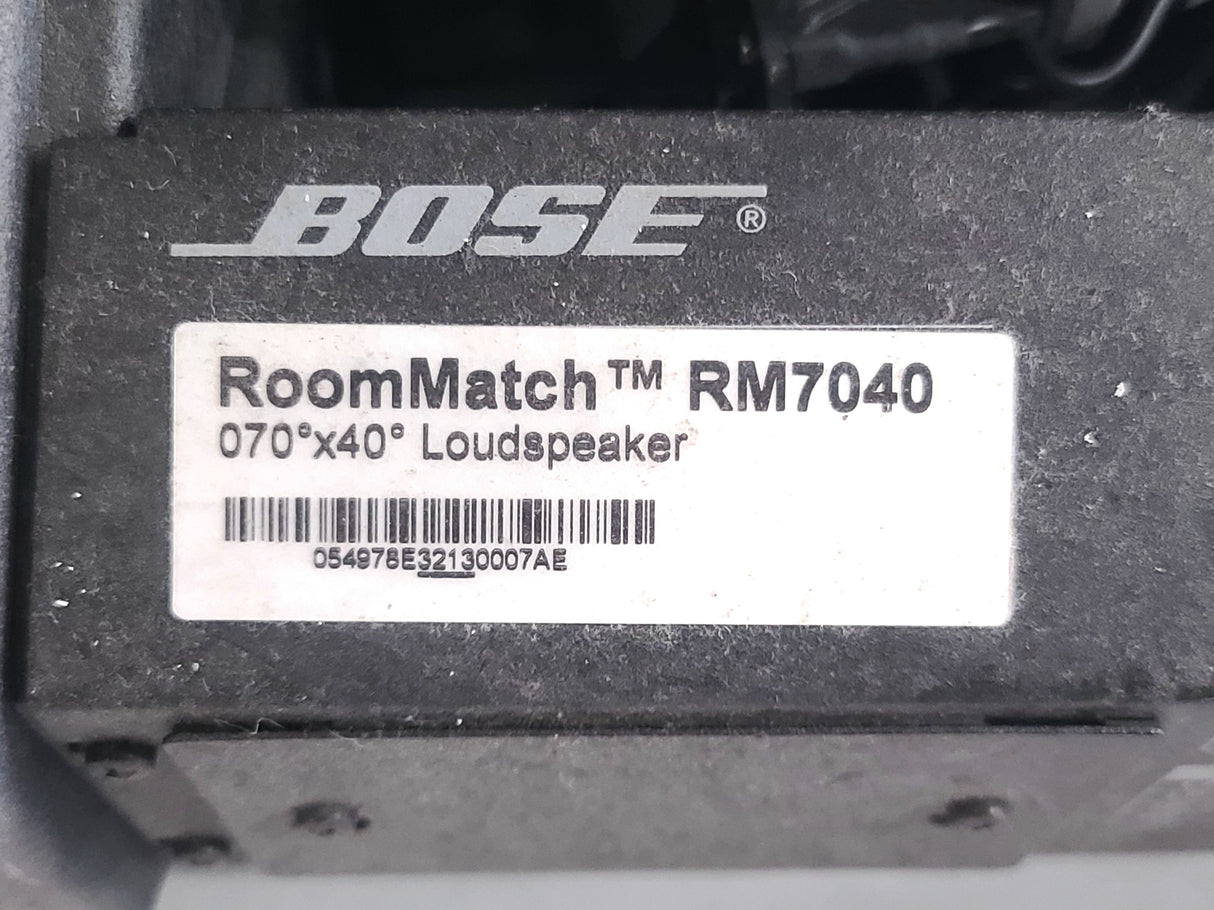 BOSE®
RoomMatch™ RM7040
070°x40° Loudspeaker
054978E32130007AE